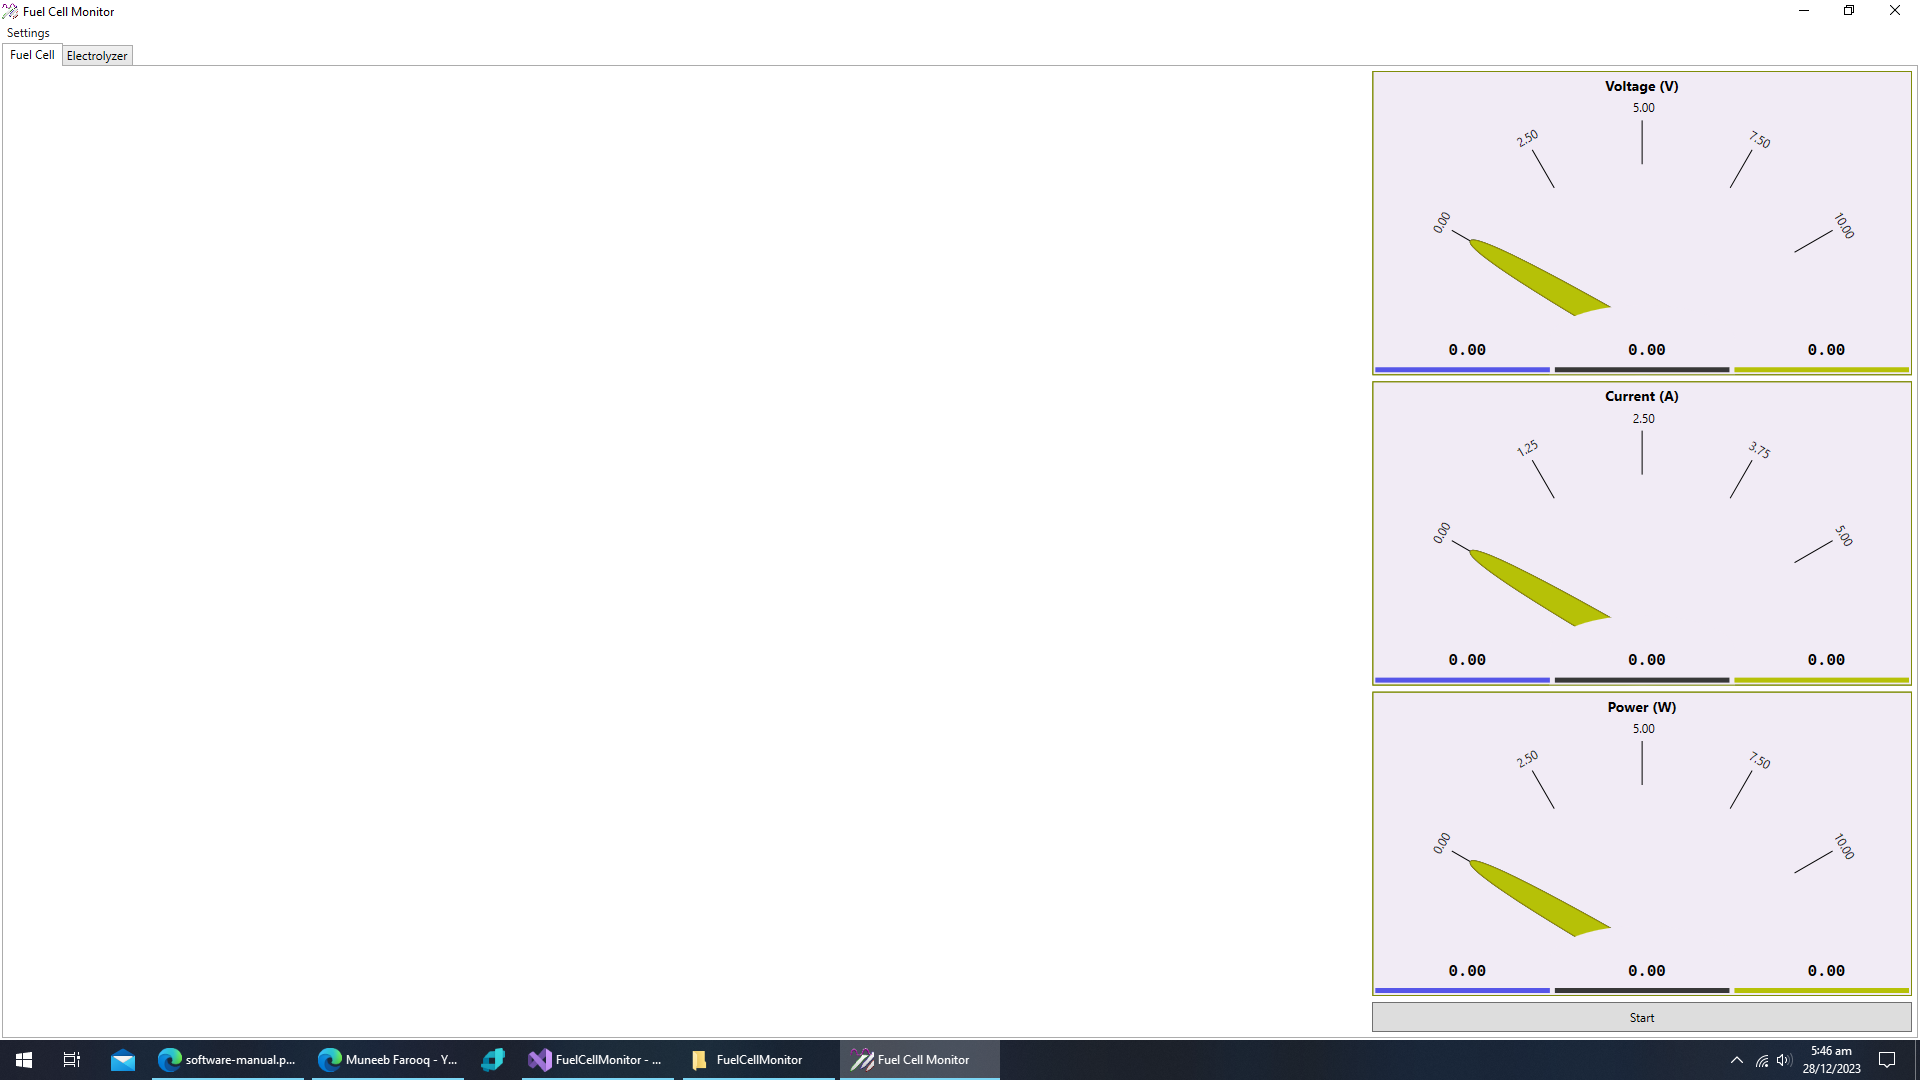 Fuel Cell Monitor
Settings
Fuel Cell Electrolyzer
Voltage (V)
5.00
2.50 7.50
0.00 10.00
0.00 0.00 0.00
Current (A)
2.50
1.25 3.75
0.00 5.00
0.00 0.00 0.00
Power (W)
5.00
2.50 7.50
0.00 10.00
0.00 0.00 0.00
Start
software-manual.p... Muneeb Farooq - Y... FuelCellMonitor - ... FuelCellMonitor Fuel Cell Monitor
5:46 am
28/12/2023